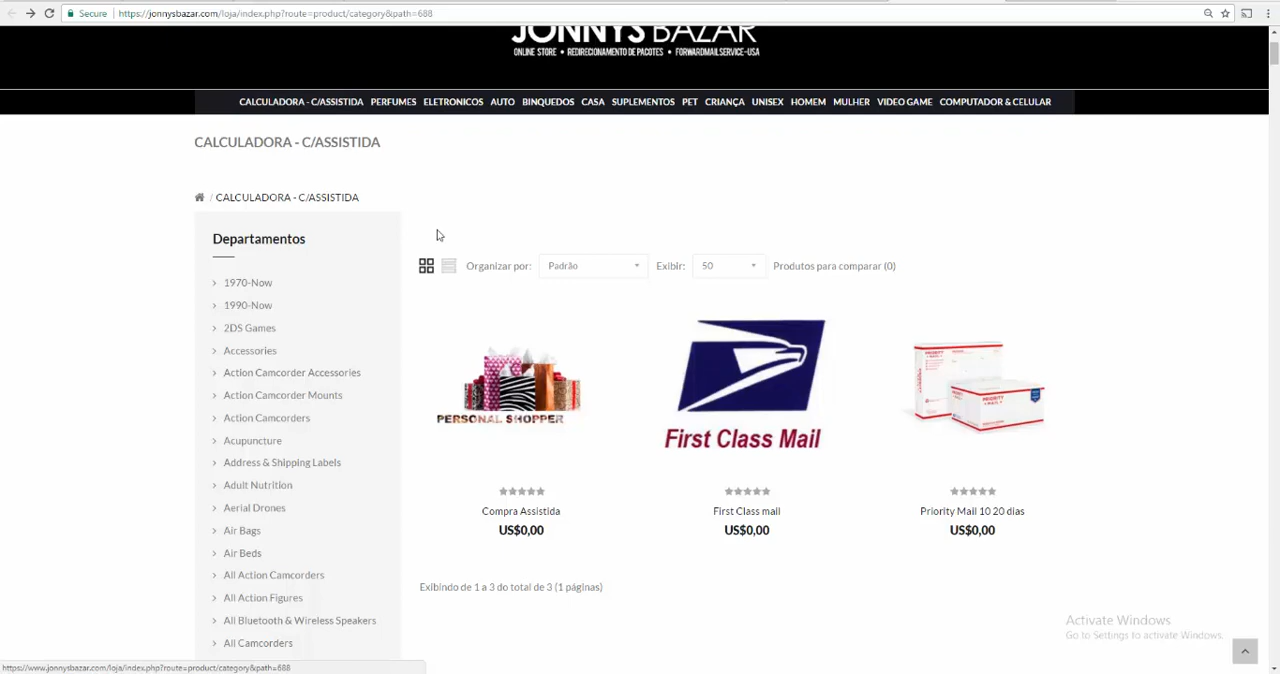 Secure
https://jonnysbazar.com/loja/index.php?route=product/category&path=688
JONNYS BAZAR
ONLINE STORE • REDIRECIONAMENTO DE PACOTES • FORWARDMAILSERVICE-USA
CALCULADORA - C/ASSISTIDA PERFUMES ELETRONICOS AUTO BINQUEDOS CASA SUPLEMENTOS PET CRIANÇA UNISEX HOMEM MULHER VIDEO GAME COMPUTADOR & CELULAR
CALCULADORA - C/ASSISTIDA
/ CALCULADORA - C/ASSISTIDA
Departamentos
1970-Now
1990-Now
2DS Games
Accessories
Action Camcorder Accessories
Action Camcorder Mounts
Action Camcorders
Acupuncture
Address & Shipping Labels
Adult Nutrition
Aerial Drones
Air Bags
Air Beds
All Action Camcorders
All Action Figures
All Bluetooth & Wireless Speakers
All Camcorders
Organizar por: Padrão Exibir: 50 Produtos para comparar (0)
PERSONAL SHOPPER
Compra Assistida
US$0,00
First Class Mail
First Class mail
US$0,00
PRIORITY MAIL
PRIORITY MAIL
Priority Mail 10 20 dias
US$0,00
Exibindo de 1 a 3 do total de 3 (1 páginas)
Activate Windows
Go to Settings to activate Windows.
https://www.jonnysbazar.com/loja/index.php?route=product/category&path=688